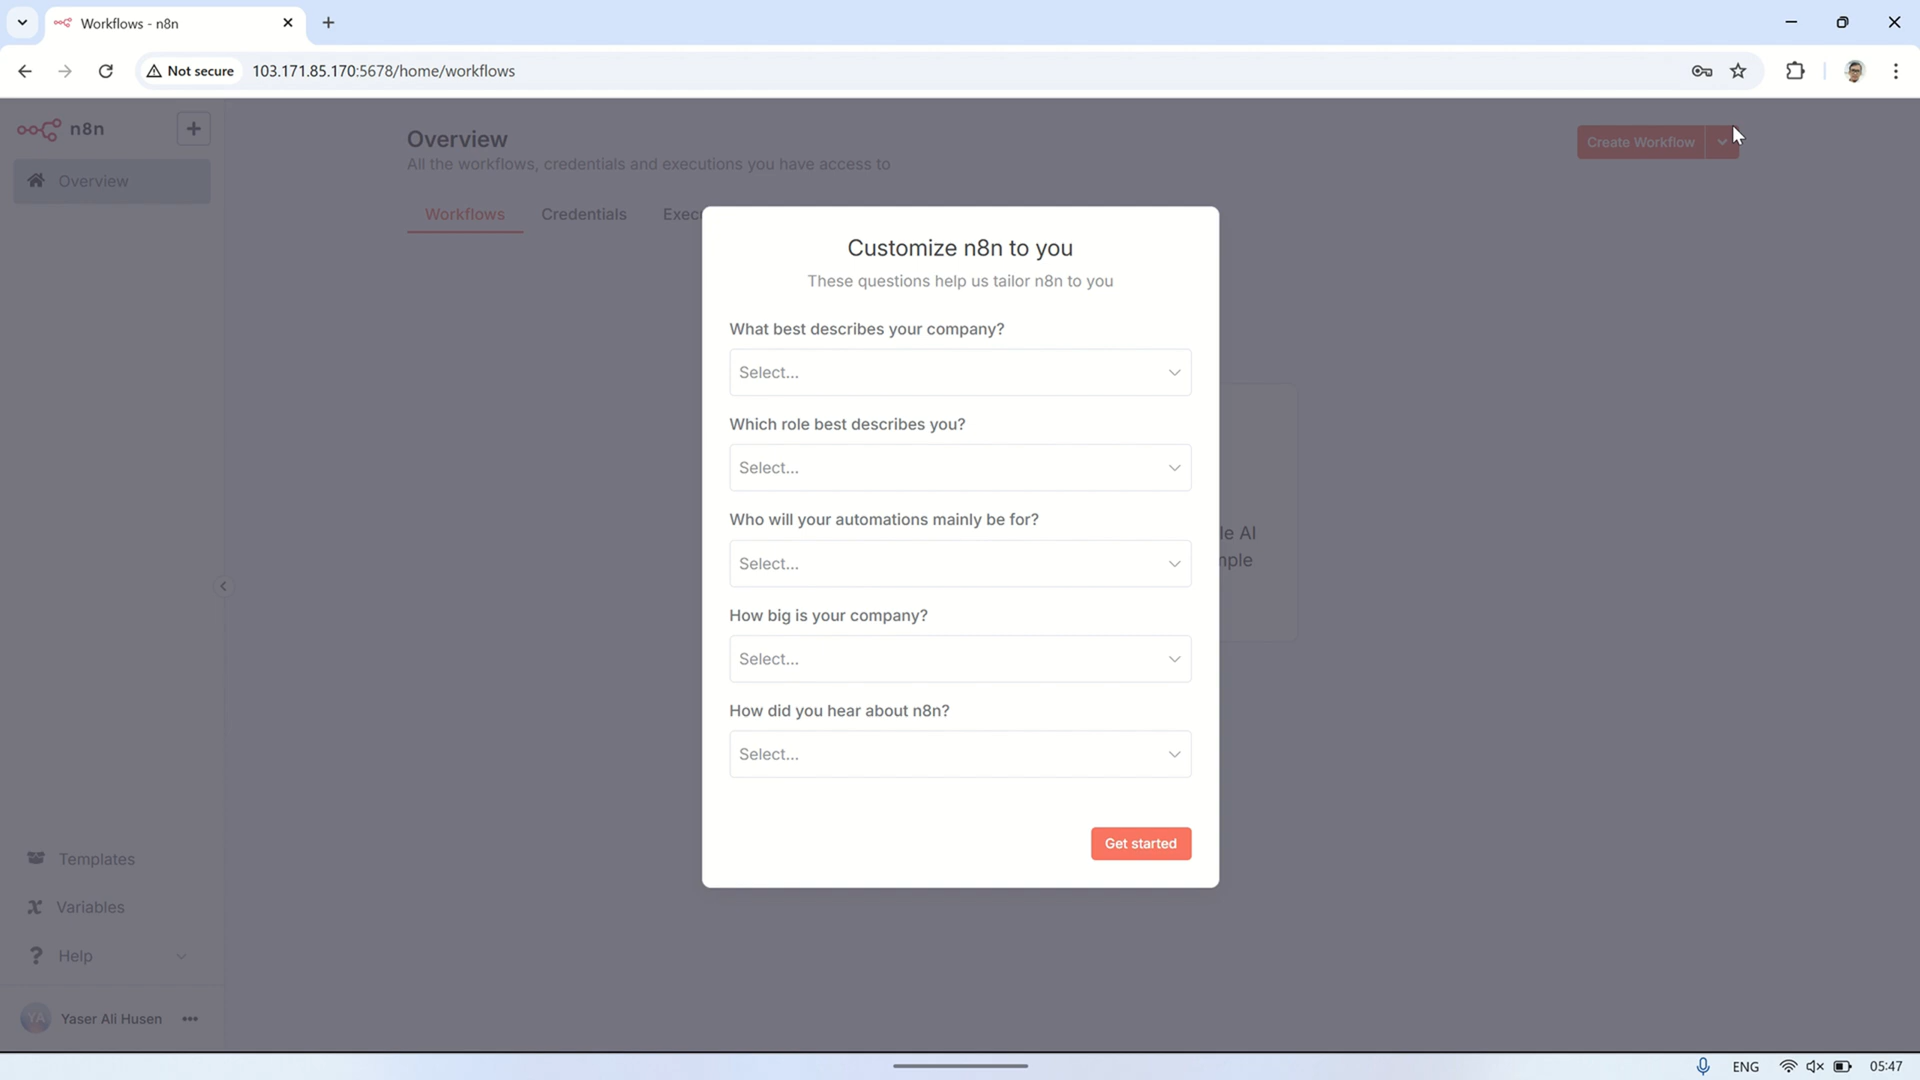 Workflows - n8n
Not secure
103.171.85.170:5678/home/workflows
n8n
Overview
Overview
All the workflows, credentials and executions you have access to
Create Workflow
Workflows
Credentials
Customize n8n to you
These questions help us tailor n8n to you
What best describes your company?
Select...
Which role best describes you?
Select...
Who will your automations mainly be for?
Select...
How big is your company?
Select...
How did you hear about n8n?
Select...
Get started
AI
Templates
Variables
Help
YA
Yaser Ali Husen
ENG
05:47